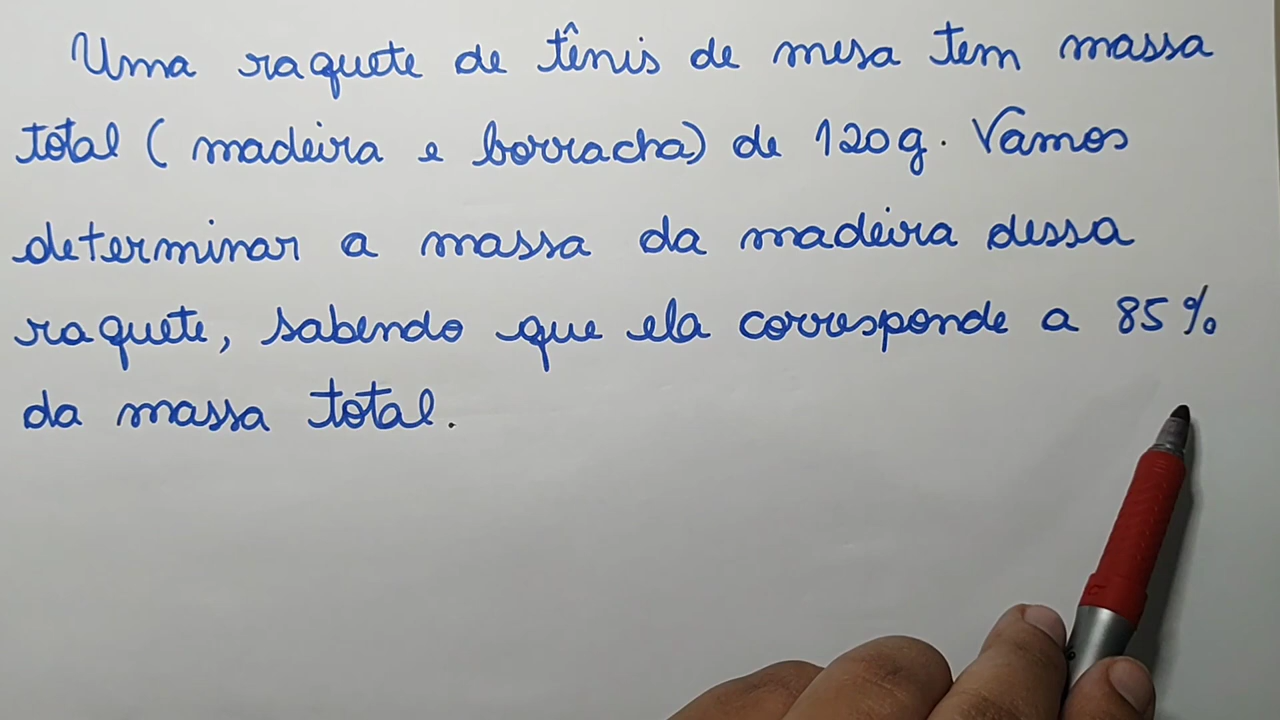 Uma raquete de tênis de mesa tem massa
total (madeira e borracha) de 120g. Vamos
determinar a massa da madeira dessa
raquete, sabendo que ela corresponde a 85%
da massa total.